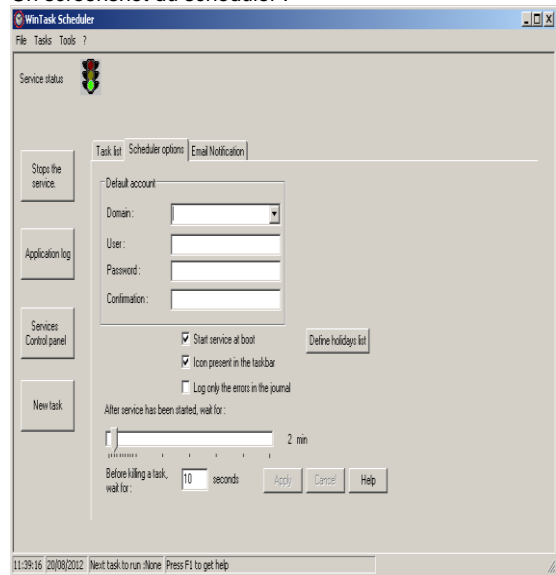 Un screenshot du scheduler :
WinTask Scheduler
File Tasks Tools ?
Service status
Task list Scheduler options Email Notification
Stops the
service.
Default account
Domain :
User :
Application log
Password :
Confirmation :
Services
Control panel
Start service at boot
Define holidays list
Icon present in the taskbar
Log only the errors in the journal
New task
After service has been started, wait for :
2 min
Before killing a task,
wait for :
10 seconds
Apply Cancel Help
11:39:16 20/08/2012 Next task to run :None Press F1 to get help